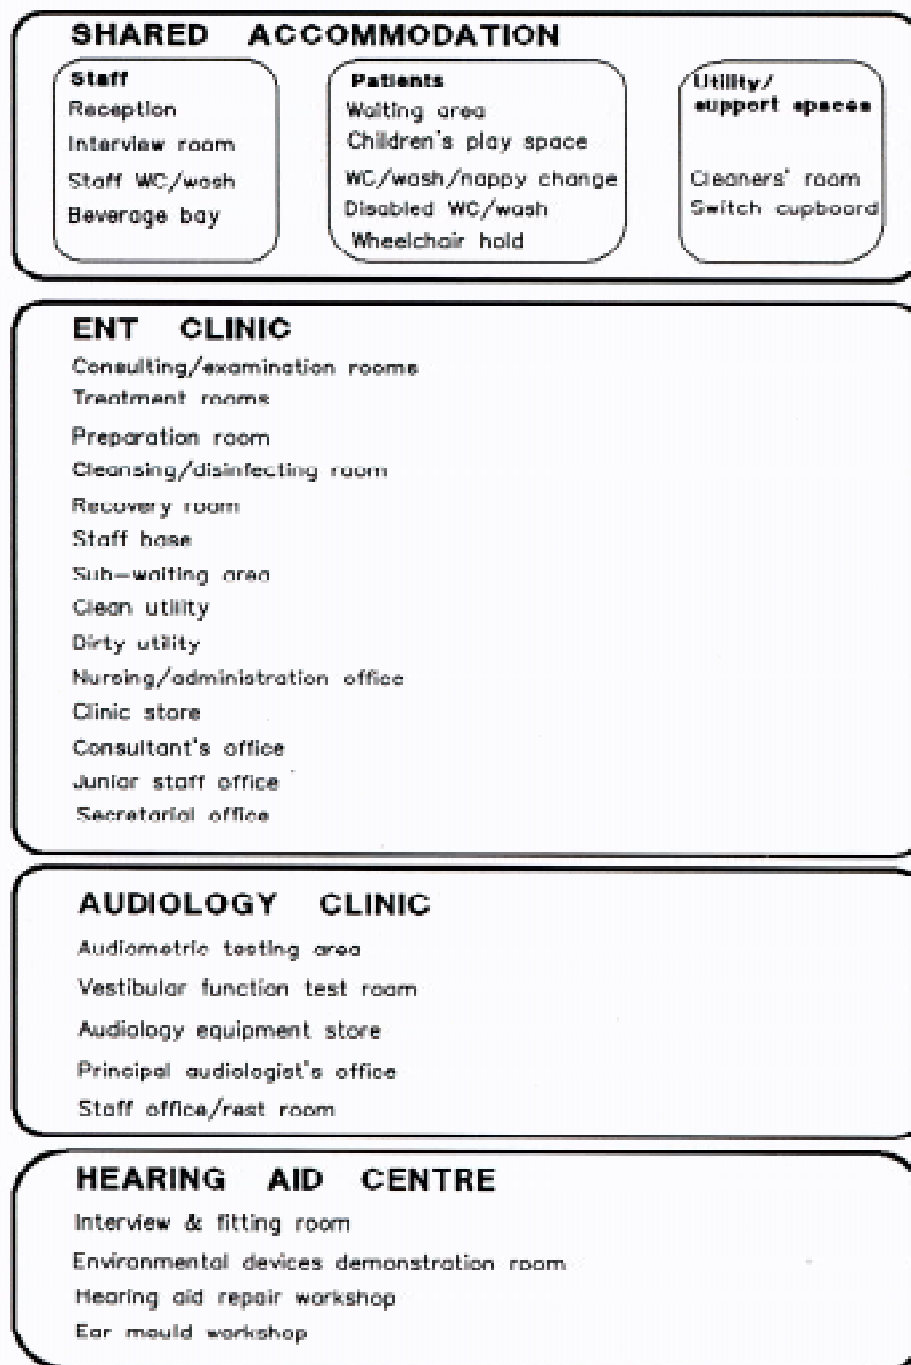 SHARED ACCOMMODATION
Staff
Reception
Interview room
Staff WC/wash
Beverage bay
Patients
Waiting area
Children's play space
WC/wash/nappy change
Disabled WC/wash
Wheelchair hold
Utility/
support spaces
Cleaners' room
Switch cupboard
ENT CLINIC
Consulting/examination rooms
Treatment rooms
Preparation room
Cleansing/disinfecting room
Recovery room
Staff base
Sub-waiting area
Clean utility
Dirty utility
Nursing/administration office
Clinic store
Consultant's office
Junior staff office
Secretarial office
AUDIOLOGY CLINIC
Audiometric testing area
Vestibular function test room
Audiology equipment store
Principal audiologist's office
Staff office/rest room
HEARING AID CENTRE
Interview & fitting room
Environmental devices demonstration room
Hearing aid repair workshop
Ear mould workshop